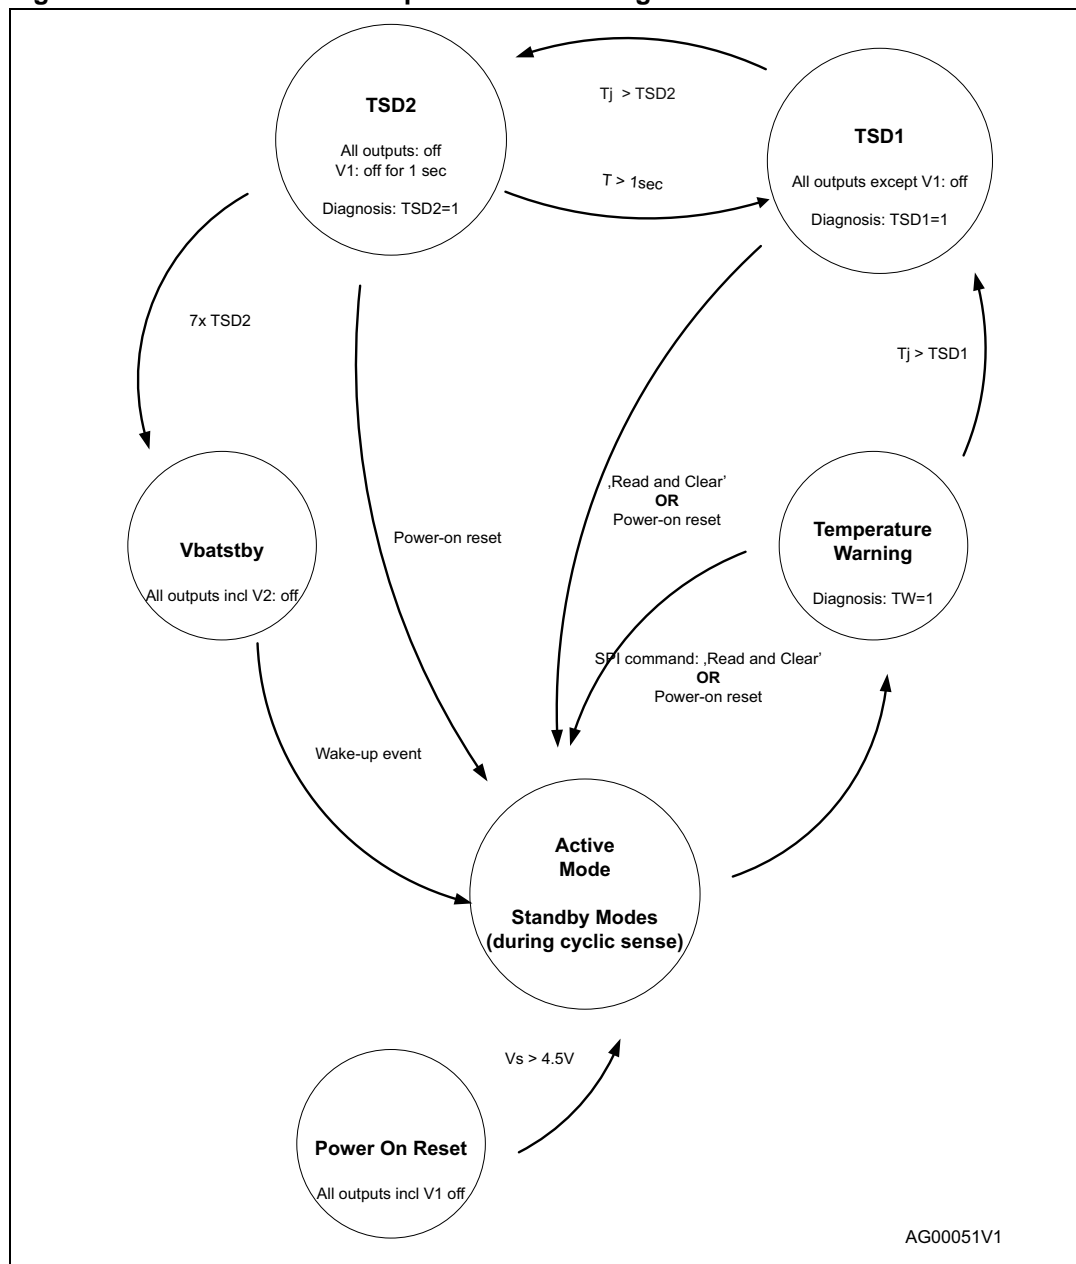 TSD2
All outputs: off
V1: off for 1 sec
Diagnosis: TSD2=1
Tj > TSD2
T > 1sec
TSD1
All outputs except V1: off
Diagnosis: TSD1=1
7x TSD2
Tj > TSD1
Vbatstby
All outputs incl V2: off
Power-on reset
‚Read and Clear’
OR
Power-on reset
Temperature
Warning
Diagnosis: TW=1
SPI command: ‚Read and Clear’
OR
Power-on reset
Wake-up event
Active
Mode
Standby Modes
(during cyclic sense)
Vs > 4.5V
Power On Reset
All outputs incl V1 off
AG00051V1